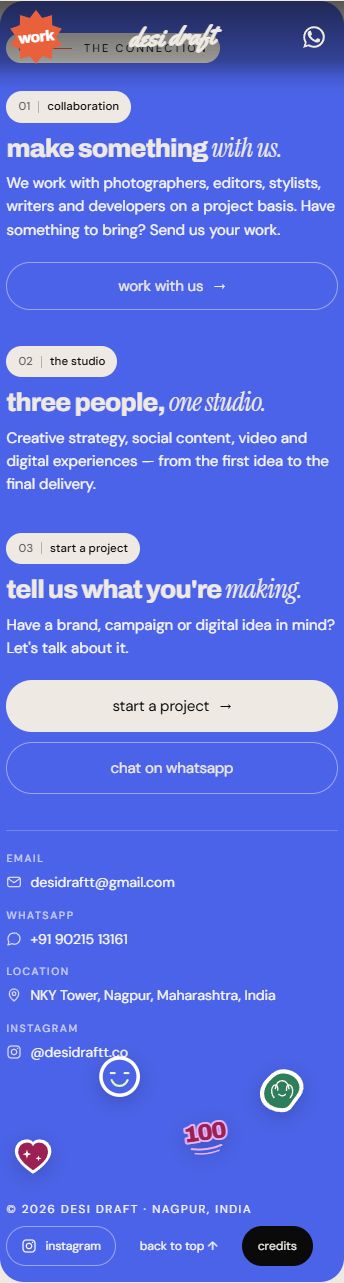 work
desi draft
THE CONNECTIO
01 | collaboration
make something with us.
We work with photographers, editors, stylists,
writers and developers on a project basis. Have
something to bring? Send us your work.
work with us →
02 | the studio
three people, one studio.
Creative strategy, social content, video and
digital experiences — from the first idea to the
final delivery.
03 | start a project
tell us what you're making.
Have a brand, campaign or digital idea in mind?
Let's talk about it.
start a project →
chat on whatsapp
EMAIL
desidraftt@gmail.com
WHATSAPP
+91 90215 13161
LOCATION
NKY Tower, Nagpur, Maharashtra, India
INSTAGRAM
@desidraftt.co
100
© 2026 DESI DRAFT · NAGPUR, INDIA
instagram
back to top ↑
credits